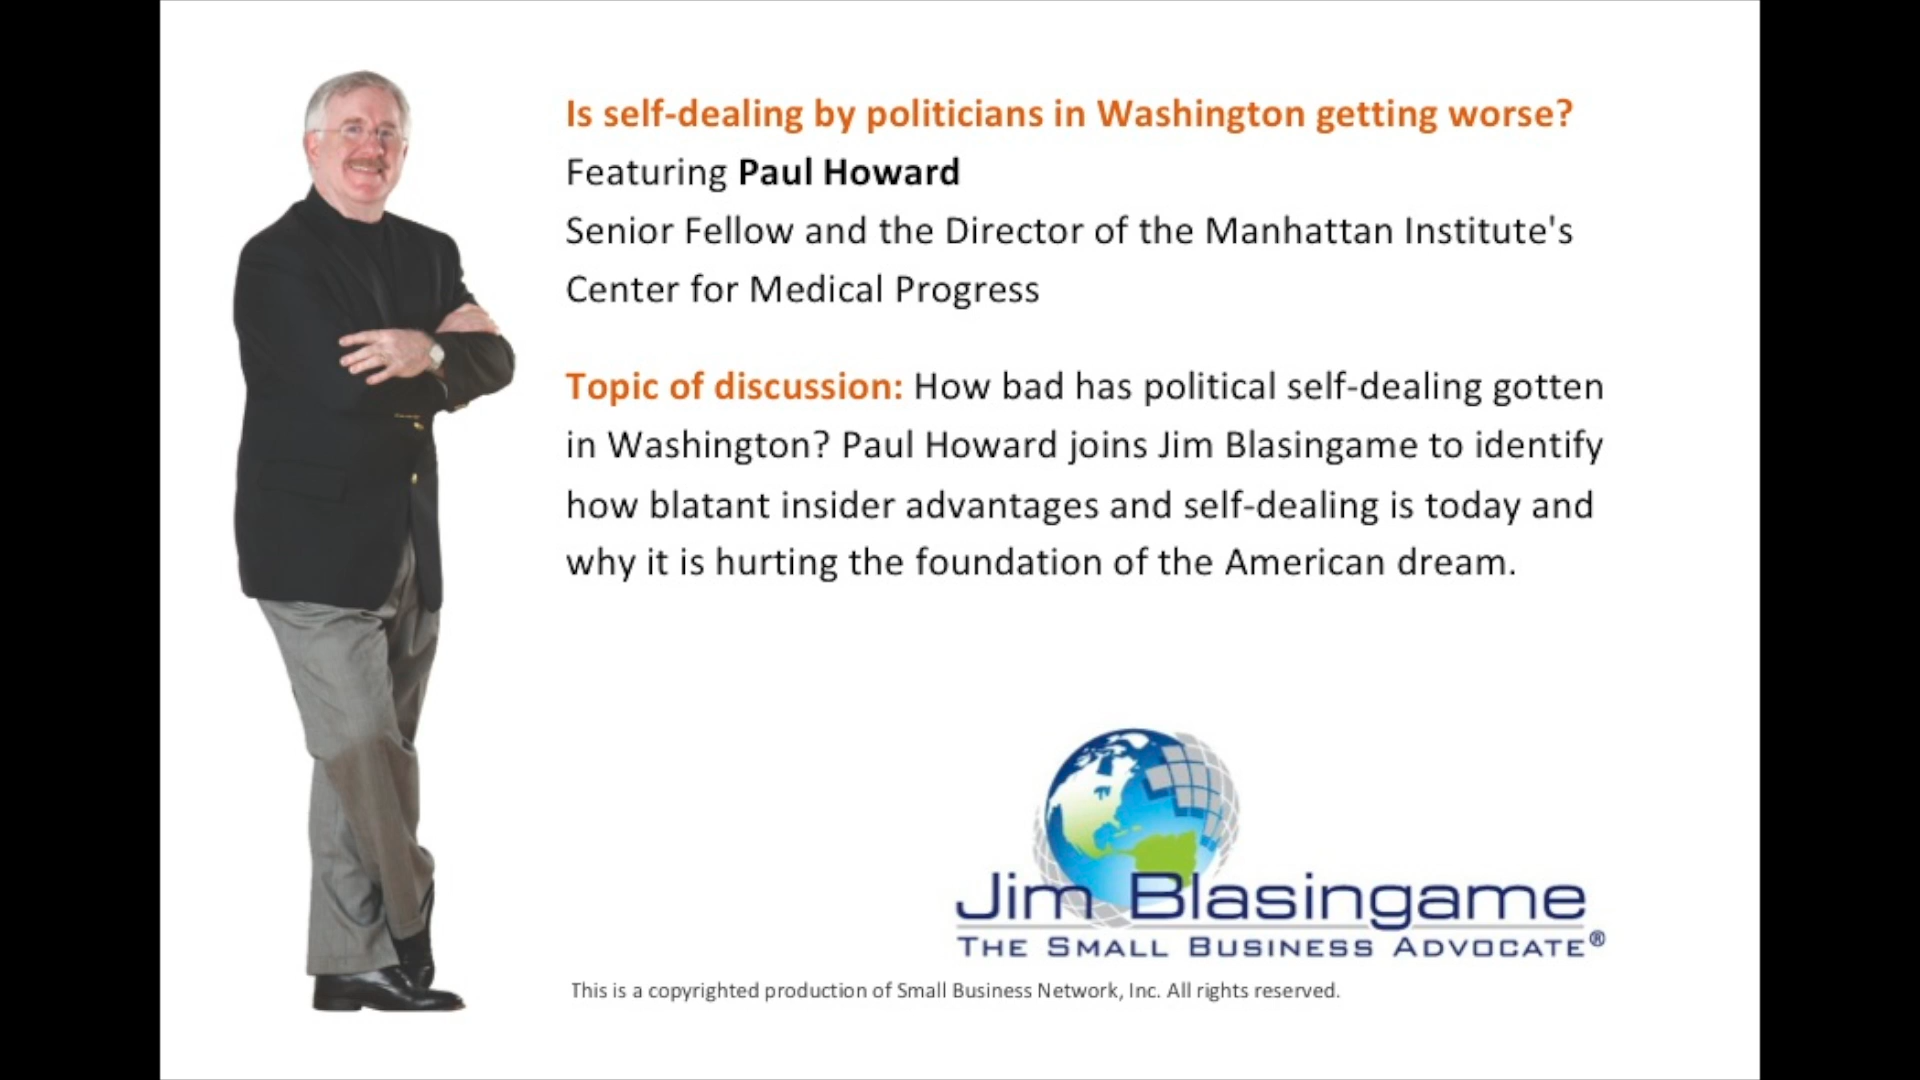 Is self-dealing by politicians in Washington getting worse?
Featuring Paul Howard
Senior Fellow and the Director of the Manhattan Institute's
Center for Medical Progress
Topic of discussion: How bad has political self-dealing gotten
in Washington? Paul Howard joins Jim Blasingame to identify
how blatant insider advantages and self-dealing is today and
why it is hurting the foundation of the American dream.
Jim Blasingame
THE SMALL BUSINESS ADVOCATE®
This is a copyrighted production of Small Business Network, Inc. All rights reserved.